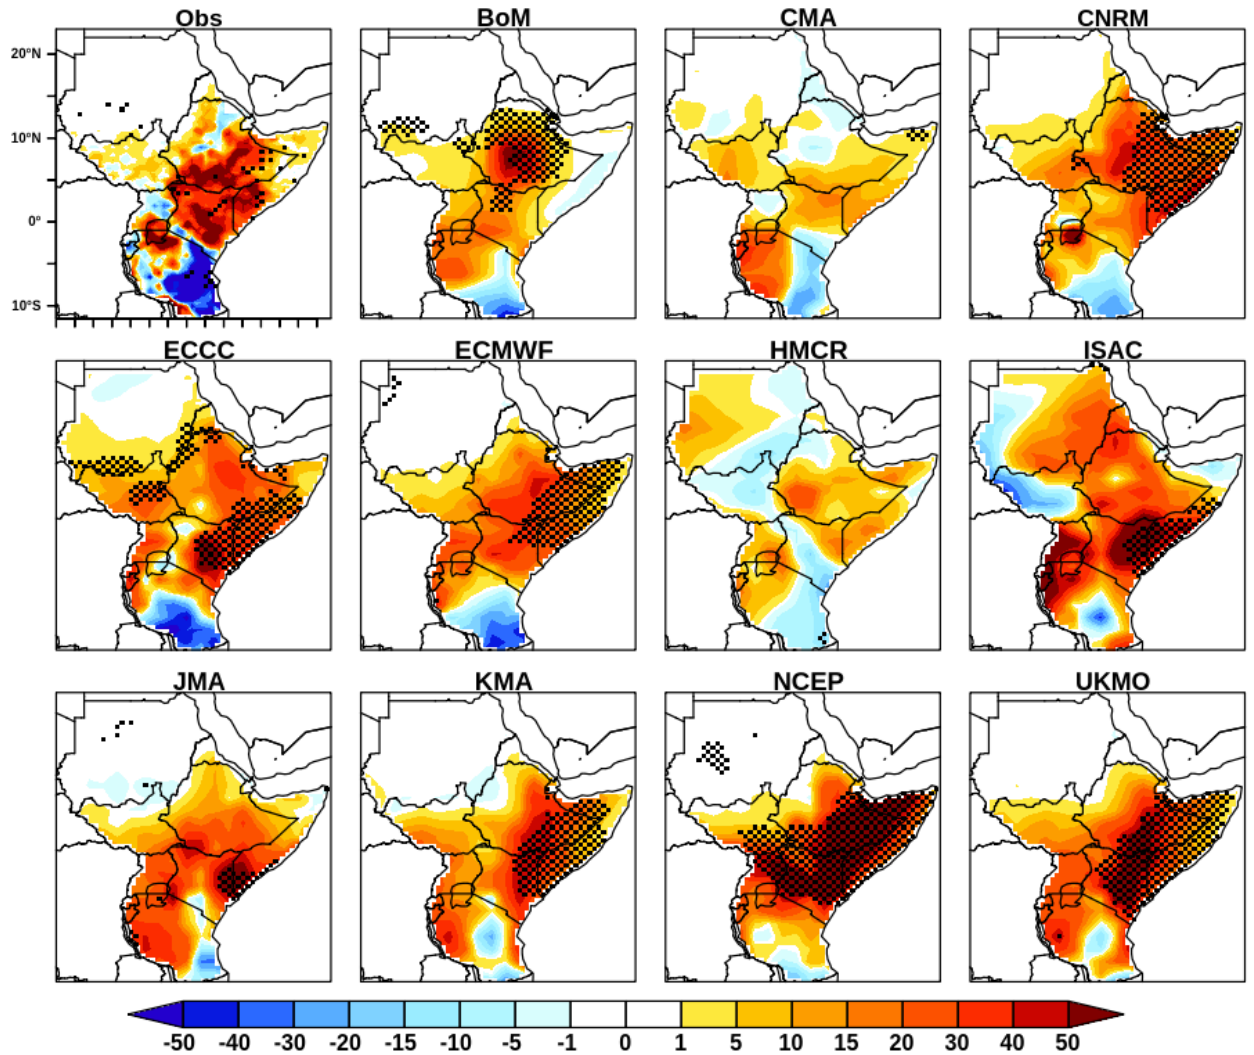 Obs BoM CMA CNRM
20°N
10°N
0°
10°S
ECCC ECMWF HMCR ISAC
JMA KMA NCEP UKMO
-50 -40 -30 -20 -15 -10 -5 -1 0 1 5 10 15 20 30 40 50